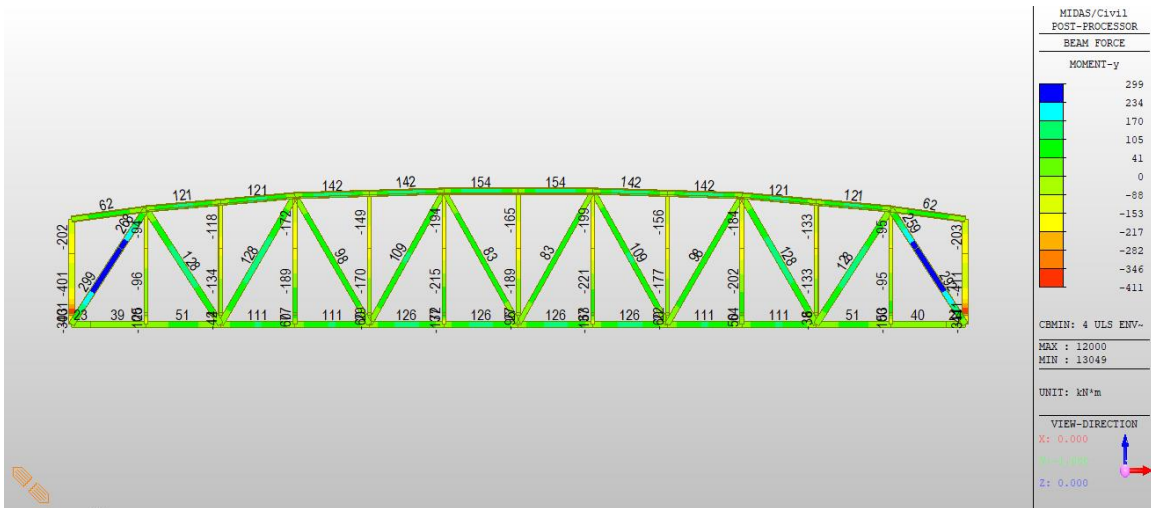 MIDAS/Civil
POST-PROCESSOR
BEAM FORCE
MOMENT-y
299
234
170
105
41
0
-88
-153
-217
-282
-346
-411
CBMIN: 4 ULS ENV~
MAX : 12000
MIN : 13049
UNIT: kN*m
VIEW-DIRECTION
X: 0.000
Z: 0.000
62 121 121 142 142 154 154 142 142 121 121 62
-202 268 -94 -118 -172 -149 -194 -165 -199 -156 -184 -133 -95 259 -203
128 128 98 109 83 83 109 98 128 128
-401 299 -96 -134 -189 -170 -215 -189 -221 -177 -202 -133 -95 -411
23 39 51 111 111 126 126 126 126 111 111 51 40